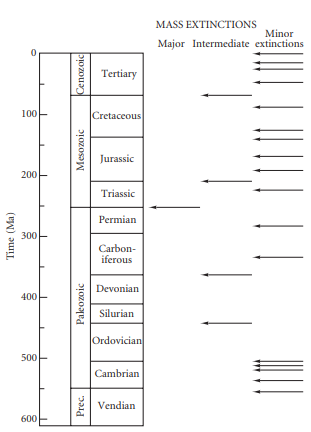 MASS EXTINCTIONS
Minor
Major Intermediate extinctions
0
100
200
300
500
600
Time (Ma)
Cenozoic
Mesozoic
Paleozoic
Prec.
Tertiary
Cretaceous
Jurassic
Triassic
Permian
Carbon-
iferous
Devonian
Silurian
Ordovician
Cambrian
Vendian